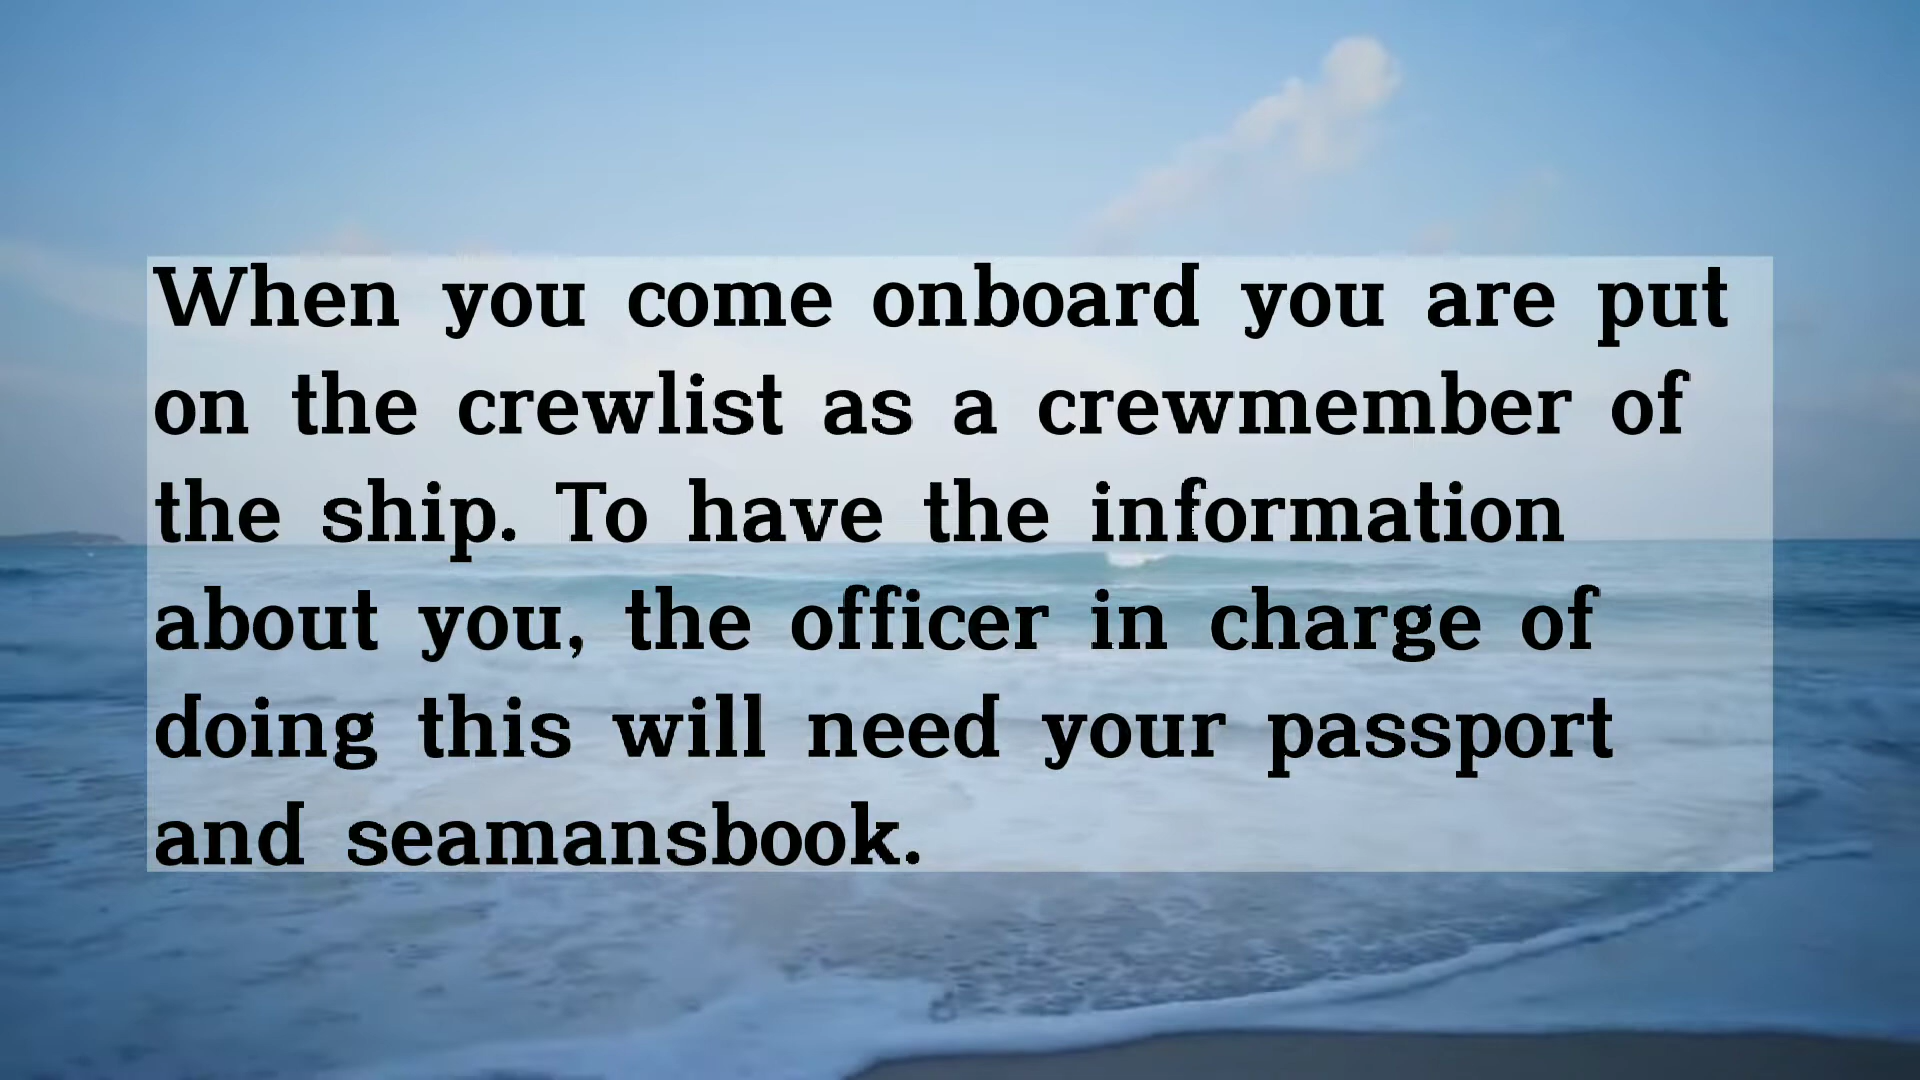 When you come onboard you are put
on the crewlist as a crewmember of
the ship. To have the information
about you, the officer in charge of
doing this will need your passport
and seamansbook.